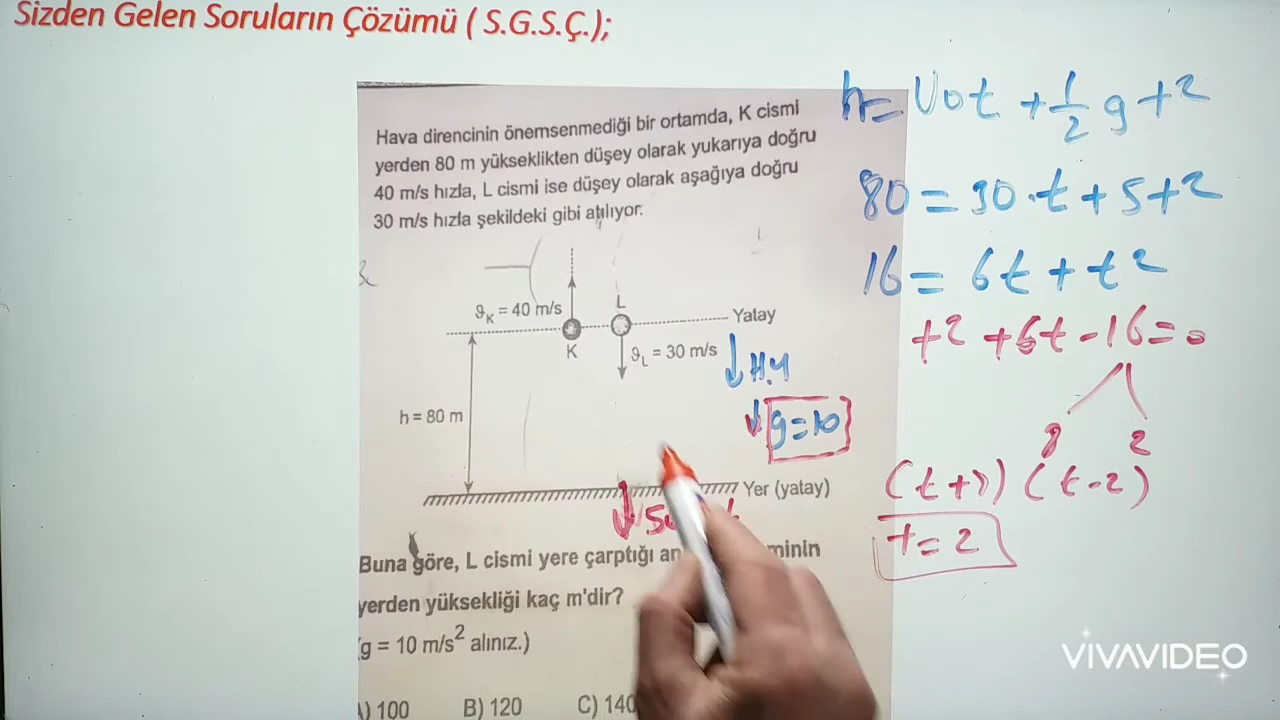 Sizden Gelen Soruların Çözümü ( S.G.S.Ç.);
Hava direncinin önemsenmediği bir ortamda, K cismi
yerden 80 m yükseklikten düşey olarak yukarıya doğru
40 m/s hızla, L cismi ise düşey olarak aşağıya doğru
30 m/s hızla şekildeki gibi atılıyor.
ϑK = 40 m/s
L
Yatay
K
ϑL = 30 m/s
H.Y
h = 80 m
g=10
Yer (yatay)
Buna göre, L cismi yere çarptığı an
yerden yüksekliği kaç m'dir?
(g = 10 m/s² alınız.)
) 100 B) 120 C) 140
h = V0t + 1/2 g t²
80 = 30.t + 5t²
16 = 6t + t²
t² + 6t - 16 = 0
8 2
(t+8) (t-2)
t = 2
VIVAVIDEO